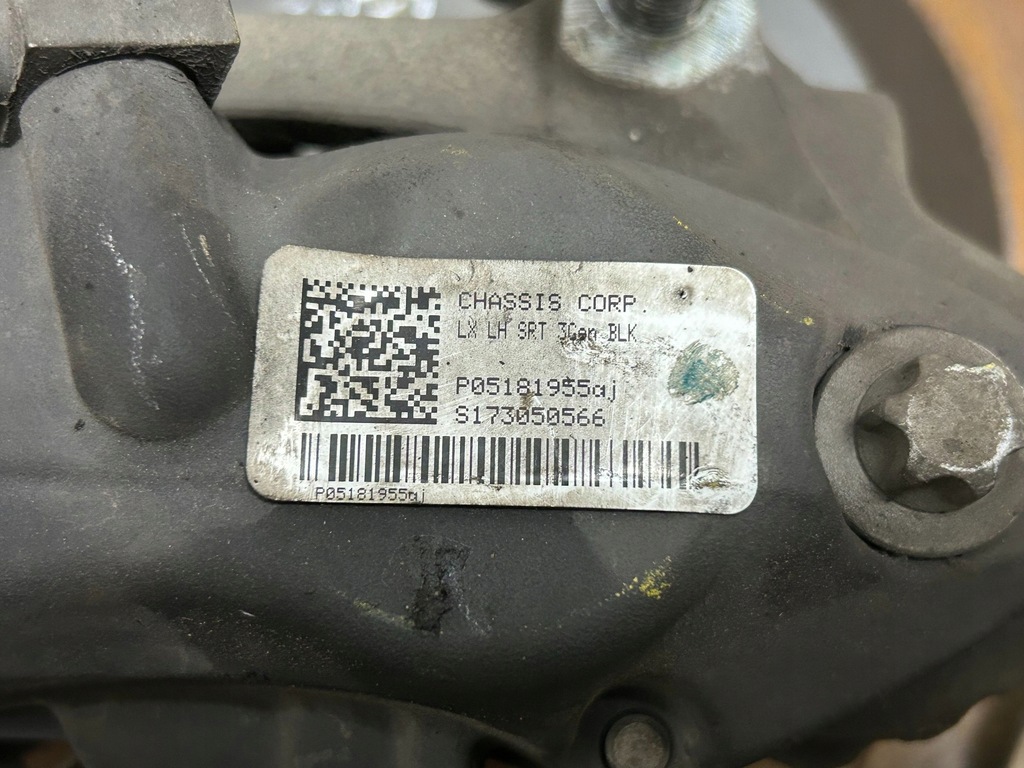 CHASSIS CORP.
LX LH SRT 3Gen BLK
P05181955aj
S173050566
P05181955aj